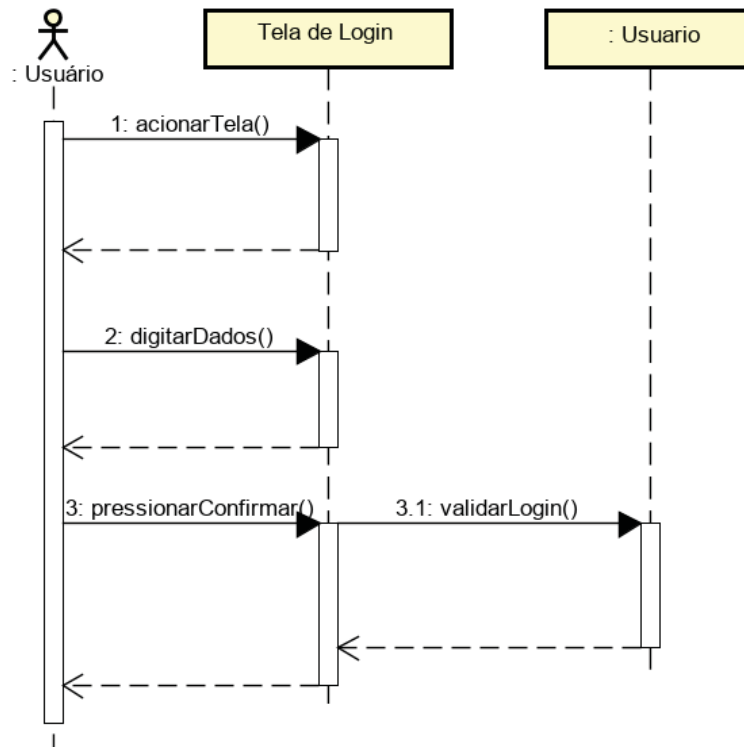 Tela de Login
: Usuario
: Usuário
1: acionarTela()
2: digitarDados()
3: pressionarConfirmar()
3.1: validarLogin()